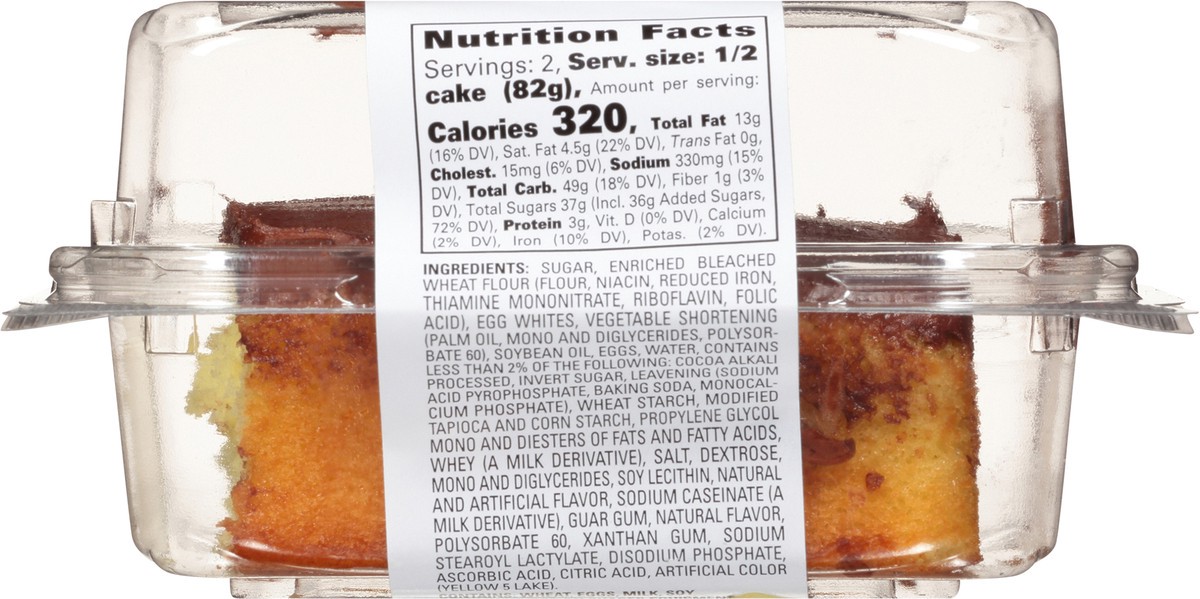 Nutrition Facts
Servings: 2, Serv. size: 1/2
cake (82g), Amount per serving:
Calories 320, Total Fat 13g
(16% DV), Sat. Fat 4.5g (22% DV), Trans Fat 0g,
Cholest. 15mg (6% DV), Sodium 330mg (15%
DV), Total Carb. 49g (18% DV), Fiber 1g (3%
DV), Total Sugars 37g (Incl. 36g Added Sugars,
72% DV), Protein 3g, Vit. D (0% DV), Calcium
(2% DV), Iron (10% DV), Potas. (2% DV).
INGREDIENTS: SUGAR, ENRICHED BLEACHED
WHEAT FLOUR (FLOUR, NIACIN, REDUCED IRON,
THIAMINE MONONITRATE, RIBOFLAVIN, FOLIC
ACID), EGG WHITES, VEGETABLE SHORTENING
(PALM OIL, MONO AND DIGLYCERIDES, POLYSOR-
BATE 60), SOYBEAN OIL, EGGS, WATER, CONTAINS
LESS THAN 2% OF THE FOLLOWING: COCOA ALKALI
PROCESSED, INVERT SUGAR, LEAVENING (SODIUM
ACID PYROPHOSPHATE, BAKING SODA, MONOCAL-
CIUM PHOSPHATE), WHEAT STARCH, MODIFIED
TAPIOCA AND CORN STARCH, PROPYLENE GLYCOL
MONO AND DIESTERS OF FATS AND FATTY ACIDS,
WHEY (A MILK DERIVATIVE), SALT, DEXTROSE,
MONO AND DIGLYCERIDES, SOY LECITHIN, NATURAL
AND ARTIFICIAL FLAVOR, SODIUM CASEINATE (A
MILK DERIVATIVE), GUAR GUM, NATURAL FLAVOR,
POLYSORBATE 60, XANTHAN GUM, SODIUM
STEAROYL LACTYLATE, DISODIUM PHOSPHATE,
ASCORBIC ACID, CITRIC ACID, ARTIFICIAL COLOR
(YELLOW 5 LAKE).
CONTAINS: WHEAT, EGGS, MILK, SOY